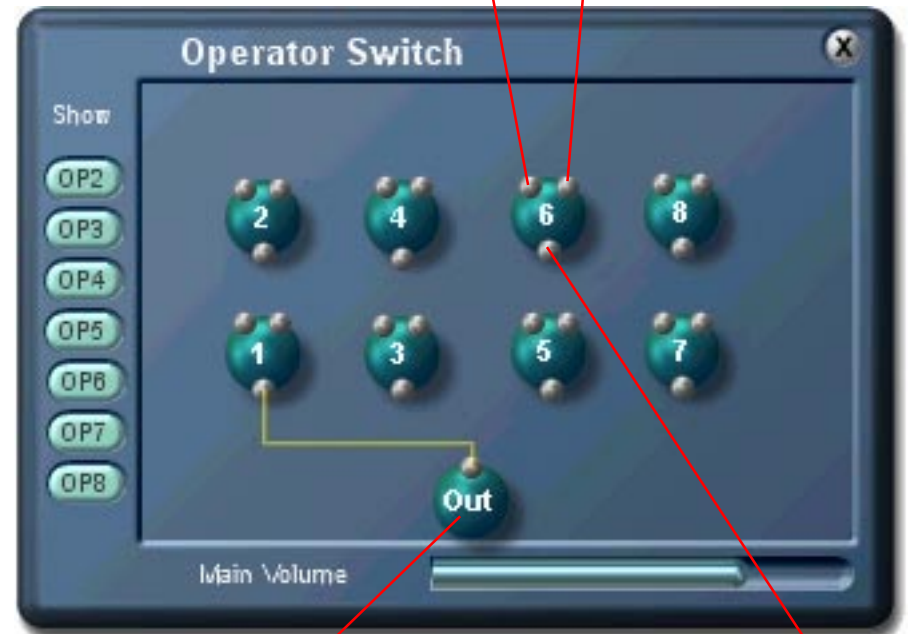 Operator Switch
X
Show
OP2
OP3
OP4
OP5
OP6
OP7
OP8
2 4 6 8
1 3 5 7
Out
Main Volume